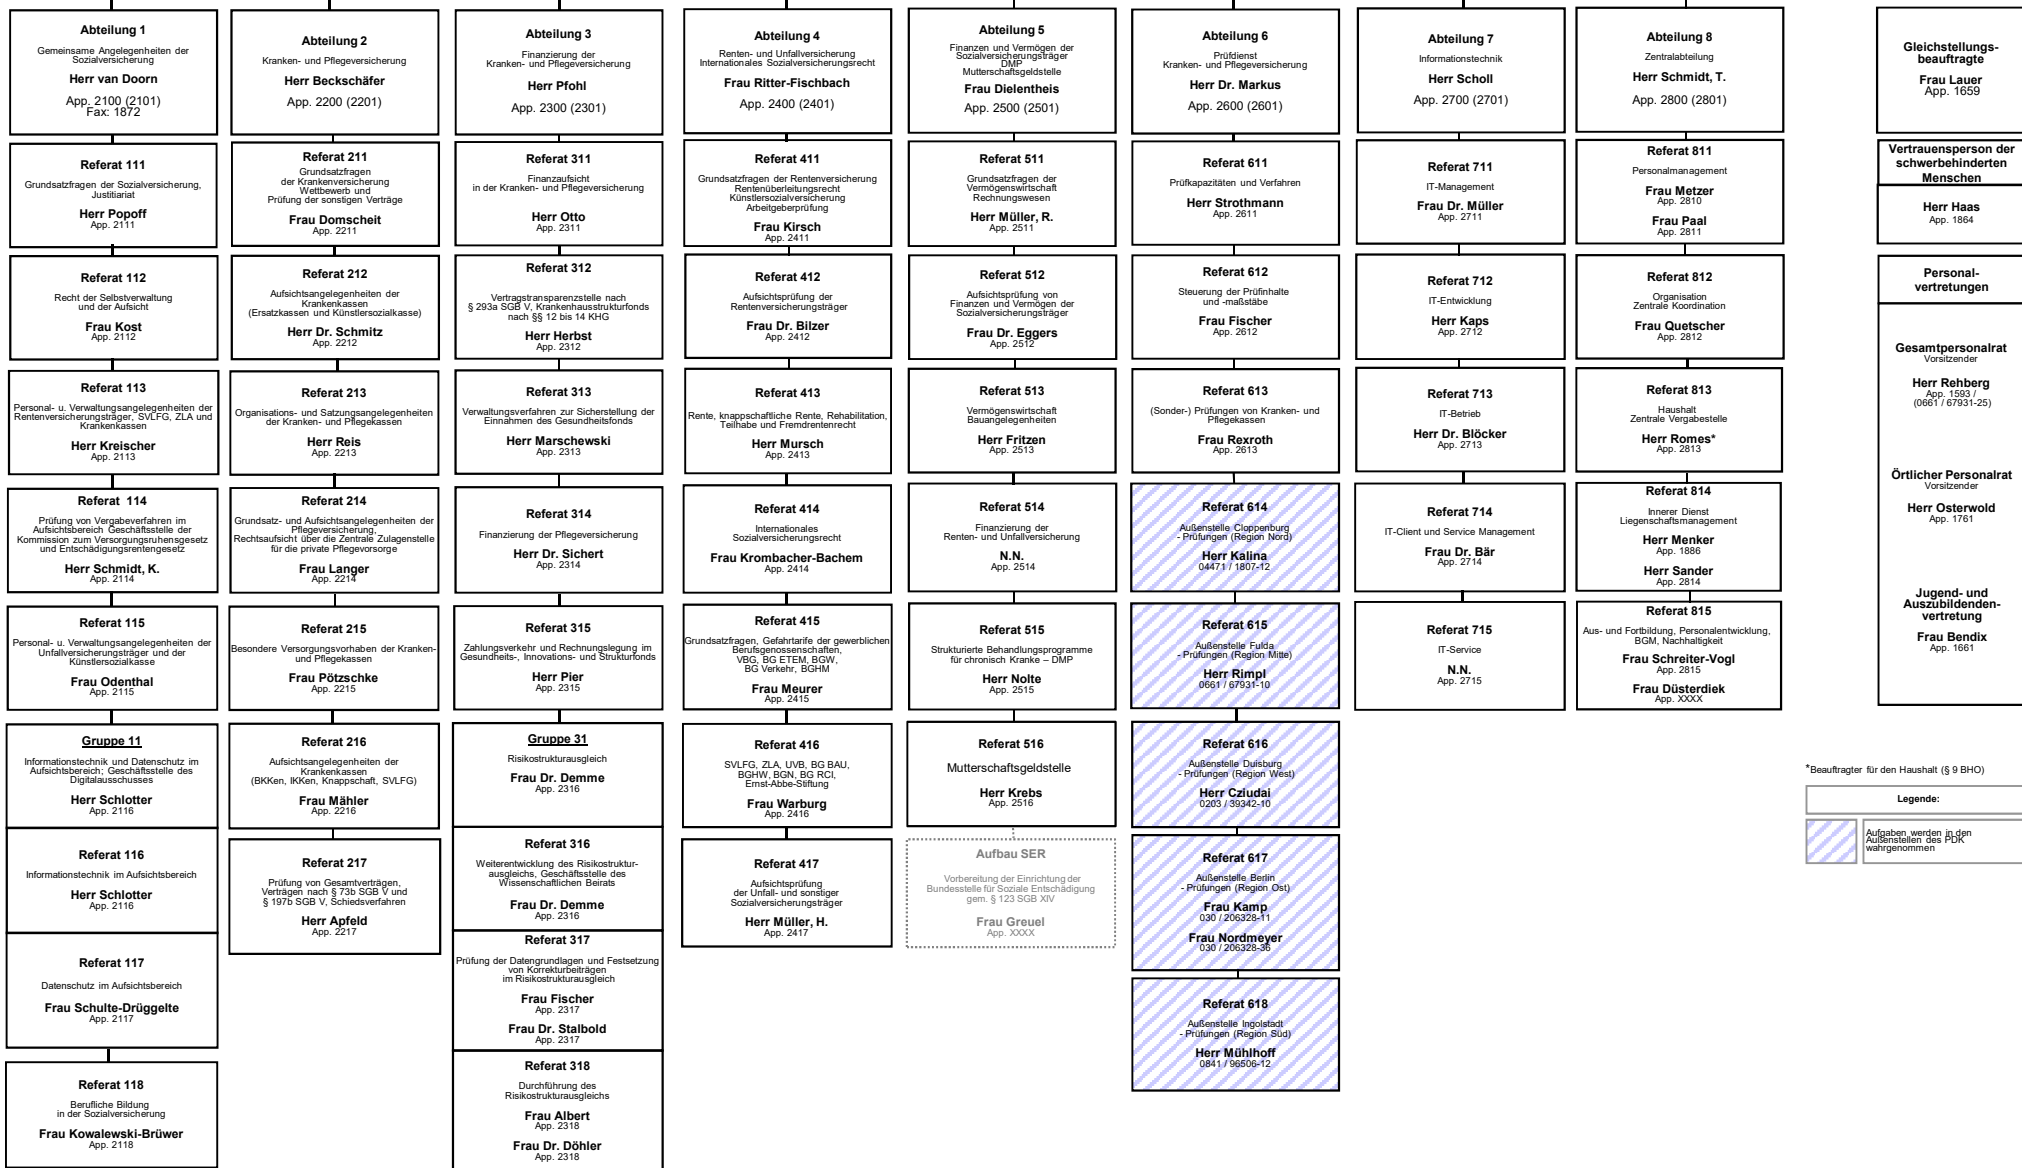 Abteilung 1
Gemeinsame Angelegenheiten der
Sozialversicherung
Herr van Doorn
App. 2100 (2101)
Fax: 1872
Referat 111
Grundsatzfragen der Sozialversicherung,
Justitiariat
Herr Popoff
App. 2111
Referat 112
Recht der Selbstverwaltung
und der Aufsicht
Frau Kost
App. 2112
Referat 113
Personal- u. Verwaltungsangelegenheiten der
Rentenversicherungsträger, SVLFG, ZLA und
Krankenkassen
Herr Kreischer
App. 2113
Referat 114
Prüfung von Vergabeverfahren im
Aufsichtsbereich Geschäftsstelle der
Kommission zum Versorgungsruhensgesetz
und Entschädigungsrentengesetz
Herr Schmidt, K.
App. 2114
Referat 115
Personal- u. Verwaltungsangelegenheiten der
Unfallversicherungsträger und der
Künstlersozialkasse
Frau Odenthal
App. 2115
Gruppe 11
Informationstechnik und Datenschutz im
Aufsichtsbereich; Geschäftsstelle des
Digitalausschusses
Herr Schlotter
App. 2116
Referat 116
Informationstechnik im Aufsichtsbereich
Herr Schlotter
App. 2116
Referat 117
Datenschutz im Aufsichtsbereich
Frau Schulte-Drüggelte
App. 2117
Referat 118
Berufliche Bildung
in der Sozialversicherung
Frau Kowalewski-Brüwer
App. 2118
Abteilung 2
Kranken- und Pflegeversicherung
Herr Beckschäfer
App. 2200 (2201)
Referat 211
Grundsatzfragen
der Krankenversicherung
Wettbewerb und
Prüfung der sonstigen Verträge
Frau Domscheit
App. 2211
Referat 212
Aufsichtsangelegenheiten der
Krankenkassen
(Ersatzkassen und Künstlersozialkasse)
Herr Dr. Schmitz
App. 2212
Referat 213
Organisations- und Satzungsangelegenheiten
der Kranken- und Pflegekassen
Herr Reis
App. 2213
Referat 214
Grundsatz- und Aufsichtsangelegenheiten der
Pflegeversicherung,
Rechtsaufsicht über die Zentrale Zulagenstelle
für die private Pflegevorsorge
Frau Langer
App. 2214
Referat 215
Besondere Versorgungsvorhaben der Kranken-
und Pflegekassen
Frau Pötzschke
App. 2215
Referat 216
Aufsichtsangelegenheiten der
Krankenkassen
(BKKen, IKKen, Knappschaft, SVLFG)
Frau Mähler
App. 2216
Referat 217
Prüfung von Gesamtverträgen,
Verträgen nach § 73b SGB V und
§ 197b SGB V, Schiedsverfahren
Herr Apfeld
App. 2217
Abteilung 3
Finanzierung der
Kranken- und Pflegeversicherung
Herr Pfohl
App. 2300 (2301)
Referat 311
Finanzaufsicht
in der Kranken- und Pflegeversicherung
Herr Otto
App. 2311
Referat 312
Vertragstransparenzstelle nach
§ 293a SGB V, Krankenhausstrukturfonds
nach §§ 12 bis 14 KHG
Herr Herbst
App. 2312
Referat 313
Verwaltungsverfahren zur Sicherstellung der
Einnahmen des Gesundheitsfonds
Herr Marschewski
App. 2313
Referat 314
Finanzierung der Pflegeversicherung
Herr Dr. Sichert
App. 2314
Referat 315
Zahlungsverkehr und Rechnungslegung im
Gesundheits-, Innovations- und Strukturfonds
Herr Pier
App. 2315
Gruppe 31
Risikostrukturausgleich
Frau Dr. Demme
App. 2316
Referat 316
Weiterentwicklung des Risikostruktur-
ausgleichs, Geschäftsstelle des
Wissenschaftlichen Beirats
Frau Dr. Demme
App. 2316
Referat 317
Prüfung der Datengrundlagen und Festsetzung
von Korrekturbeiträgen
im Risikostrukturausgleich
Frau Fischer
App. 2317
Frau Dr. Stalbold
App. 2317
Referat 318
Durchführung des
Risikostrukturausgleichs
Frau Albert
App. 2318
Frau Dr. Döhler
App. 2318
Abteilung 4
Renten- und Unfallversicherung
Internationales Sozialversicherungsrecht
Frau Ritter-Fischbach
App. 2400 (2401)
Referat 411
Grundsatzfragen der Rentenversicherung
Rentenüberleitungsrecht
Künstlersozialversicherung
Arbeitgeberprüfung
Frau Kirsch
App. 2411
Referat 412
Aufsichtsprüfung der
Rentenversicherungsträger
Frau Dr. Bilzer
App. 2412
Referat 413
Rente, knappschaftliche Rente, Rehabilitation,
Teilhabe und Fremdrentenrecht
Herr Mursch
App. 2413
Referat 414
Internationales
Sozialversicherungsrecht
Frau Krombacher-Bachem
App. 2414
Referat 415
Grundsatzfragen, Gefahrtarife der gewerblichen
Berufsgenossenschaften,
VBG, BG ETEM, BGW,
BG Verkehr, BGHM
Frau Meurer
App. 2415
Referat 416
SVLFG, ZLA, UVB, BG BAU,
BGHW, BGN, BG RCI,
Ernst-Abbe-Stiftung
Frau Warburg
App. 2416
Referat 417
Aufsichtsprüfung
der Unfall- und sonstiger
Sozialversicherungsträger
Herr Müller, H.
App. 2417
Abteilung 5
Finanzen und Vermögen der
Sozialversicherungsträger
DMP
Mutterschaftsgeldstelle
Frau Dielentheis
App. 2500 (2501)
Referat 511
Grundsatzfragen der
Vermögenswirtschaft
Rechnungswesen
Herr Müller, R.
App. 2511
Referat 512
Aufsichtsprüfung von
Finanzen und Vermögen der
Sozialversicherungsträger
Frau Dr. Eggers
App. 2512
Referat 513
Vermögenswirtschaft
Bauangelegenheiten
Herr Fritzen
App. 2513
Referat 514
Finanzierung der
Renten- und Unfallversicherung
N.N.
App. 2514
Referat 515
Strukturierte Behandlungsprogramme
für chronisch Kranke – DMP
Herr Nolte
App. 2515
Referat 516
Mutterschaftsgeldstelle
Herr Krebs
App. 2516
Aufbau SER
Vorbereitung der Einrichtung der
Bundesstelle für Soziale Entschädigung
gem. § 123 SGB XIV
Frau Greuel
App. XXXX
Abteilung 6
Prüfdienst
Kranken- und Pflegeversicherung
Herr Dr. Markus
App. 2600 (2601)
Referat 611
Prüfkapazitäten und Verfahren
Herr Strothmann
App. 2611
Referat 612
Steuerung der Prüfinhalte
und -maßstäbe
Frau Fischer
App. 2612
Referat 613
(Sonder-) Prüfungen von Kranken- und
Pflegekassen
Frau Rexroth
App. 2613
Referat 614
Außenstelle Cloppenburg
- Prüfungen (Region Nord)
Herr Kalina
04471 / 1807-12
Referat 615
Außenstelle Fulda
- Prüfungen (Region Mitte)
Herr Rimpl
0661 / 67931-10
Referat 616
Außenstelle Duisburg
- Prüfungen (Region West)
Herr Cziudai
0203 / 39342-10
Referat 617
Außenstelle Berlin
- Prüfungen (Region Ost)
Frau Kamp
030 / 206328-11
Frau Nordmeyer
030 / 206328-36
Referat 618
Außenstelle Ingolstadt
- Prüfungen (Region Süd)
Herr Mühlhoff
0841 / 96506-12
Abteilung 7
Informationstechnik
Herr Scholl
App. 2700 (2701)
Referat 711
IT-Management
Frau Dr. Müller
App. 2711
Referat 712
IT-Entwicklung
Herr Kaps
App. 2712
Referat 713
IT-Betrieb
Herr Dr. Blöcker
App. 2713
Referat 714
IT-Client und Service Management
Frau Dr. Bär
App. 2714
Referat 715
IT-Service
N.N.
App. 2715
Abteilung 8
Zentralabteilung
Herr Schmidt, T.
App. 2800 (2801)
Referat 811
Personalmanagement
Frau Metzer
App. 2810
Frau Paal
App. 2811
Referat 812
Organisation
Zentrale Koordination
Frau Quetscher
App. 2812
Referat 813
Haushalt
Zentrale Vergabestelle
Herr Romes*
App. 2813
Referat 814
Innerer Dienst
Liegenschaftsmanagement
Herr Menker
App. 1886
Herr Sander
App. 2814
Referat 815
Aus- und Fortbildung, Personalentwicklung,
BGM, Nachhaltigkeit
Frau Schreiter-Vogl
App. 2815
Frau Düsterdiek
App. XXXX
Gleichstellungs-
beauftragte
Frau Lauer
App. 1659
Vertrauensperson der
schwerbehinderten
Menschen
Herr Haas
App. 1864
Personal-
vertretungen
Gesamtpersonalrat
Vorsitzender
Herr Rehberg
App. 1593 /
(0661 / 67931-25)
Örtlicher Personalrat
Vorsitzender
Herr Osterwold
App. 1761
Jugend- und
Auszubildenden-
vertretung
Frau Bendix
App. 1661
*Beauftragter für den Haushalt (§ 9 BHO)
Legende:
Aufgaben werden in den
Außenstellen des PDK
wahrgenommen